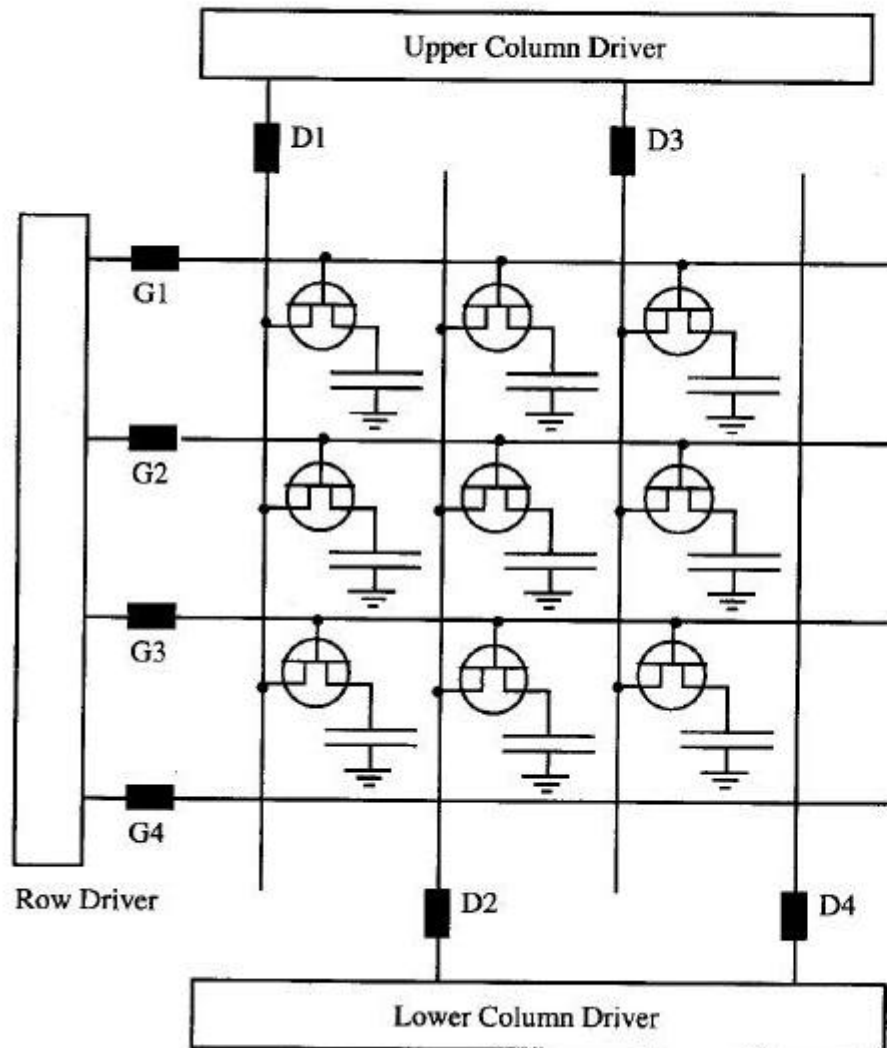 Upper Column Driver
D1
D3
G1
G2
G3
G4
Row Driver
D2
D4
Lower Column Driver